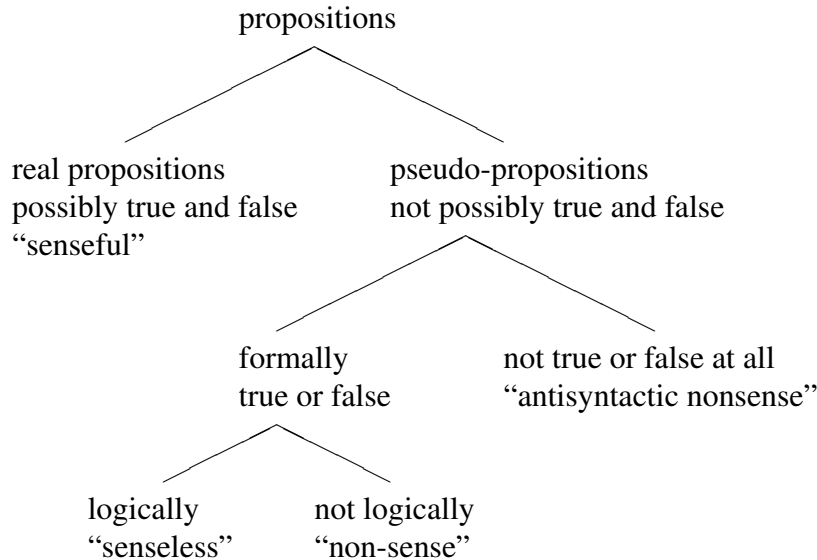 propositions
real propositions
possibly true and false
“senseful”
pseudo-propositions
not possibly true and false
formally
true or false
not true or false at all
“antisyntactic nonsense”
logically
“senseless”
not logically
“non-sense”